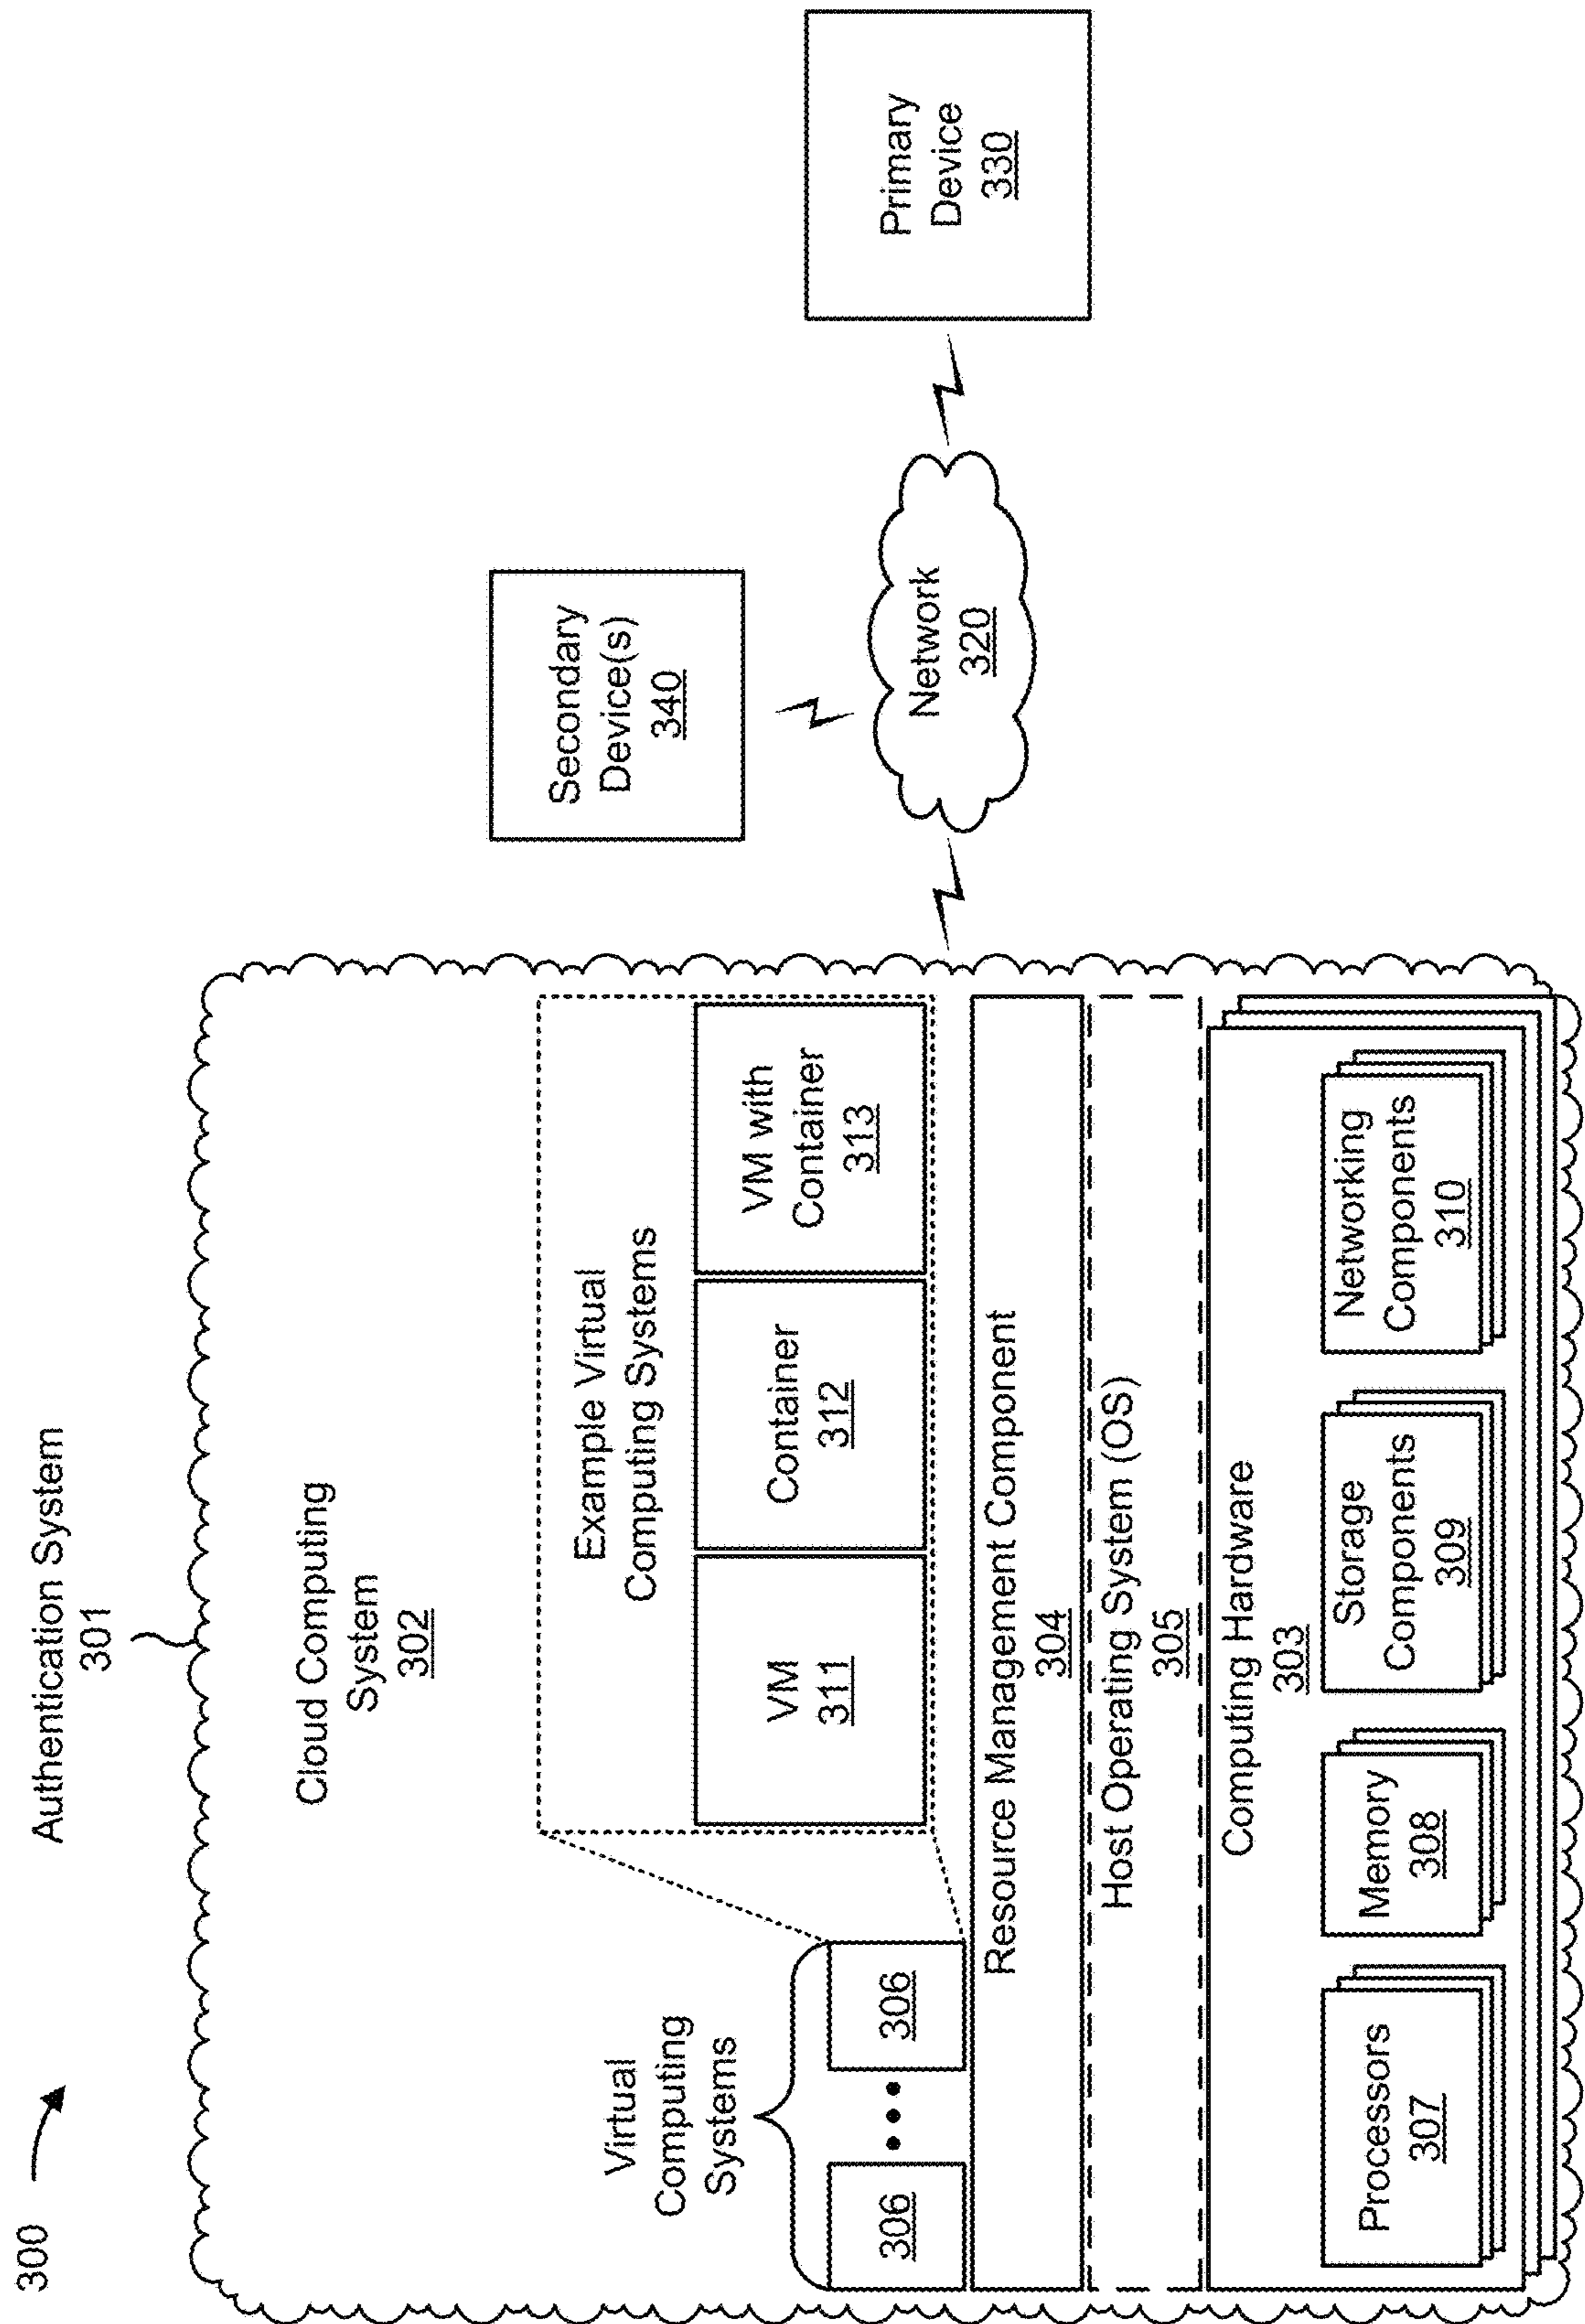 300
Authentication System
301
Cloud Computing
System
302
Virtual
Computing
Systems
306
306
Example Virtual
Computing Systems
VM
311
Container
312
VM with
Container
313
Resource Management Component
304
Host Operating System (OS)
305
Computing Hardware
303
Processors
307
Memory
308
Storage
Components
309
Networking
Components
310
Secondary
Device(s)
340
Network
320
Primary
Device
330